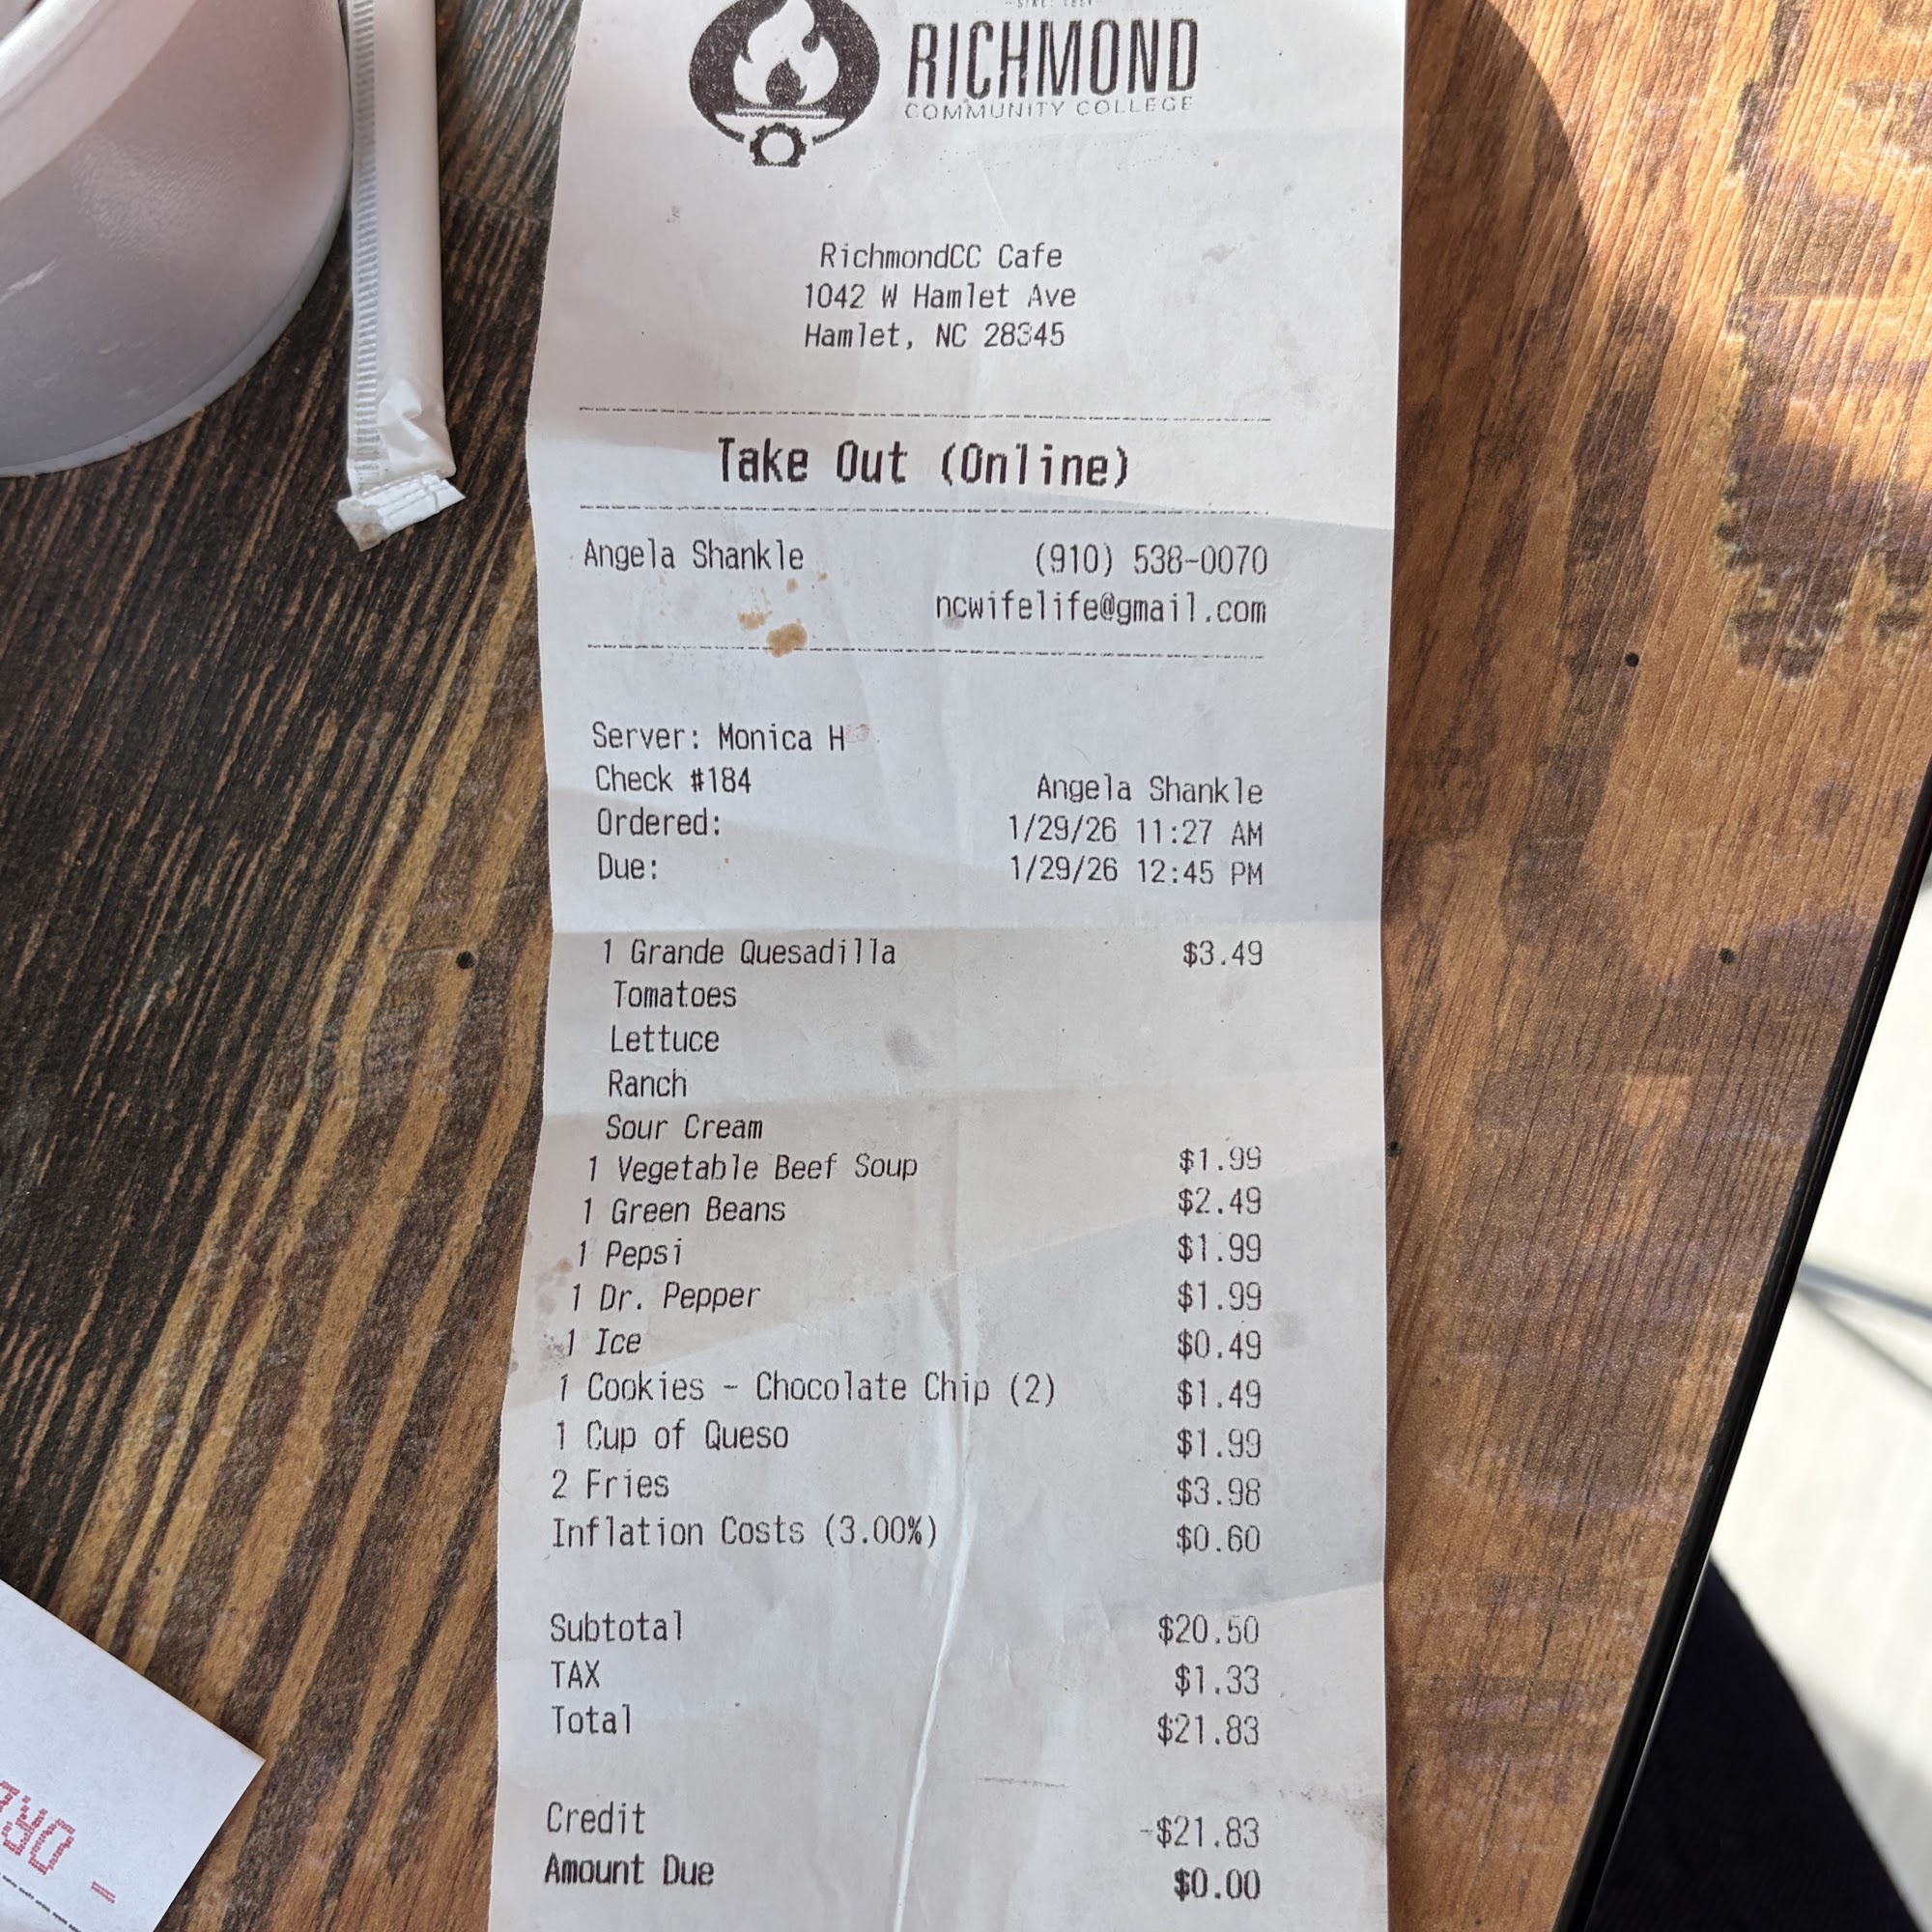 RICHMOND
COMMUNITY COLLEGE
RichmondCC Cafe
1042 W Hamlet Ave
Hamlet, NC 28345
Take Out (Online)
Angela Shankle (910) 538-0070
ncwifelife@gmail.com
Server: Monica H
Check #184 Angela Shankle
Ordered: 1/29/26 11:27 AM
Due: 1/29/26 12:45 PM
1 Grande Quesadilla $3.49
Tomatoes
Lettuce
Ranch
Sour Cream
1 Vegetable Beef Soup $1.99
1 Green Beans $2.49
1 Pepsi $1.99
1 Dr. Pepper $1.99
1 Ice $0.49
1 Cookies - Chocolate Chip (2) $1.49
1 Cup of Queso $1.99
2 Fries $3.98
Inflation Costs (3.00%) $0.60
Subtotal $20.50
TAX $1.33
Total $21.83
Credit -$21.83
Amount Due $0.00